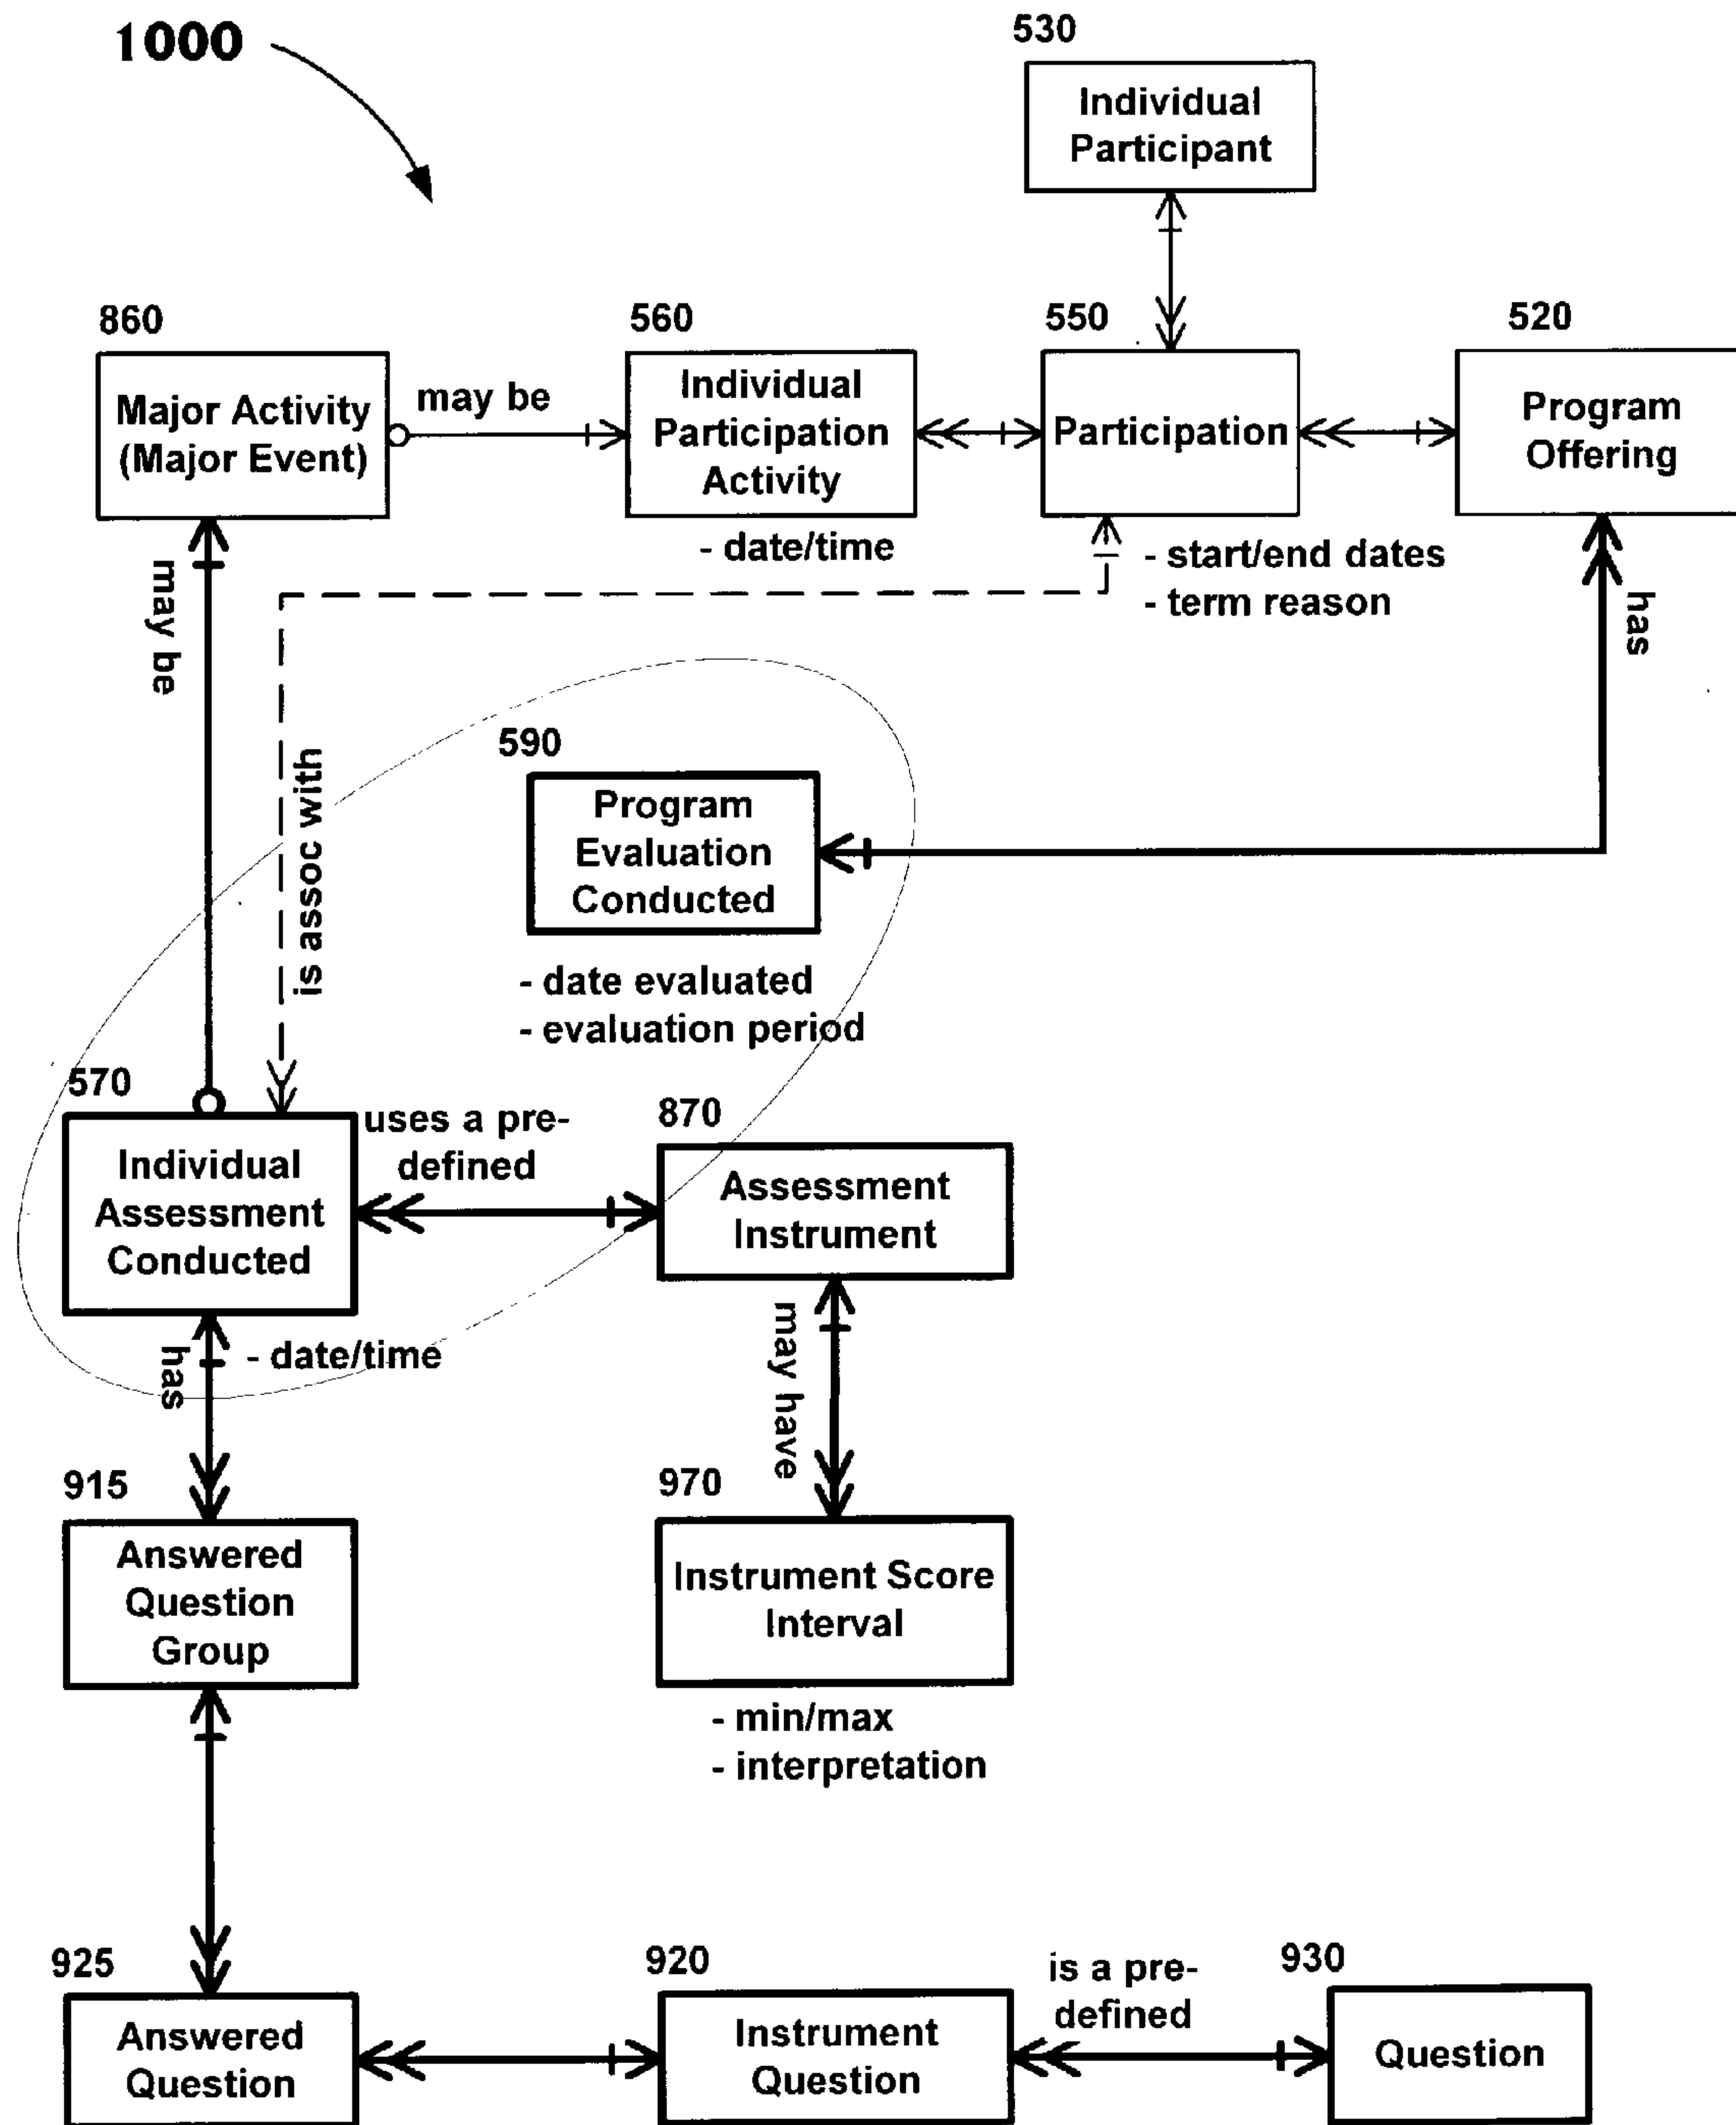 1000
530
Individual
Participant
860
Major Activity
(Major Event)
may be
560
Individual
Participation
Activity
- date/time
550
Participation
- start/end dates
- term reason
520
Program
Offering
has
may be
is assoc with
590
Program
Evaluation
Conducted
- date evaluated
- evaluation period
570
Individual
Assessment
Conducted
- date/time
uses a pre-
defined
870
Assessment
Instrument
has
may have
915
Answered
Question
Group
970
Instrument Score
Interval
- min/max
- interpretation
925
Answered
Question
920
Instrument
Question
is a pre-
defined
930
Question